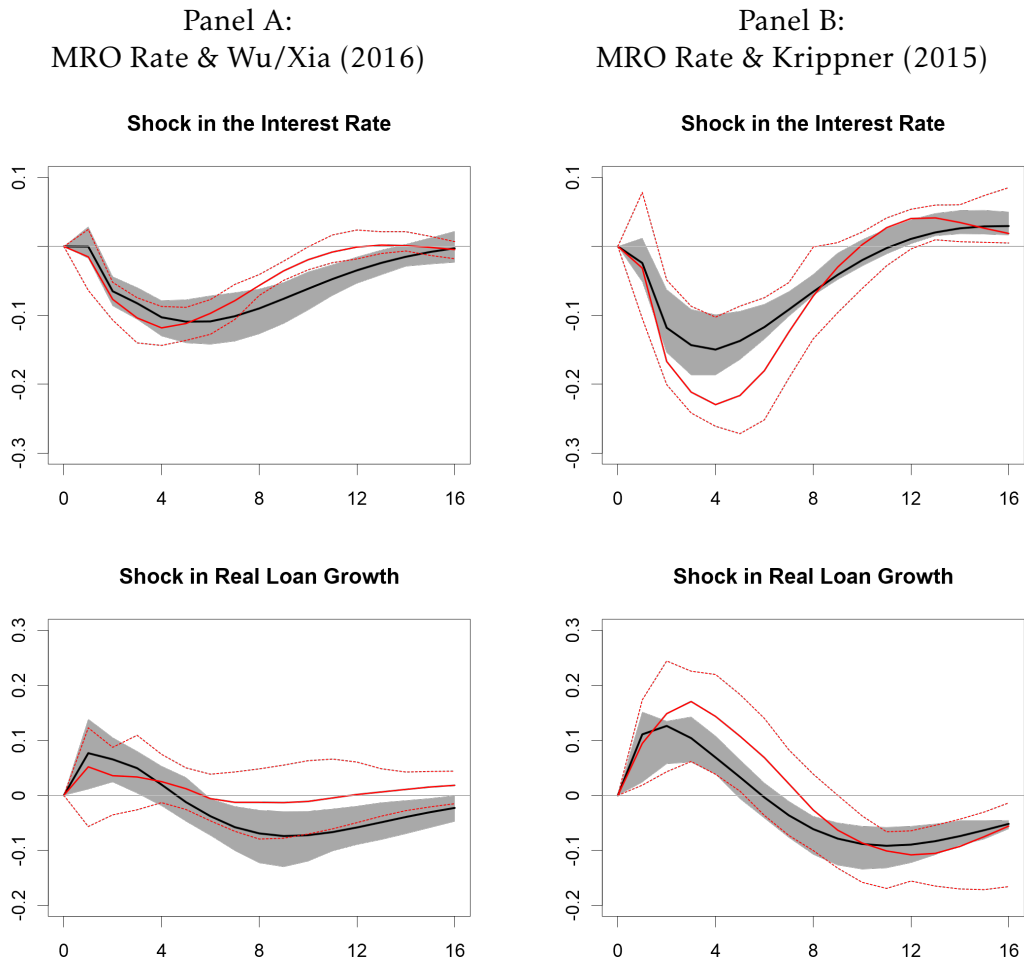 Panel A:
MRO Rate & Wu/Xia (2016)
Panel B:
MRO Rate & Krippner (2015)
Shock in the Interest Rate
0.1
-0.1
-0.2
-0.3
0 4 8 12 16
Shock in the Interest Rate
0.1
-0.1
-0.2
-0.3
0 4 8 12 16
Shock in Real Loan Growth
0.3
0.2
0.1
0
-0.1
-0.2
0 4 8 12 16
Shock in Real Loan Growth
0.3
0.2
0.1
0
-0.1
-0.2
0 4 8 12 16